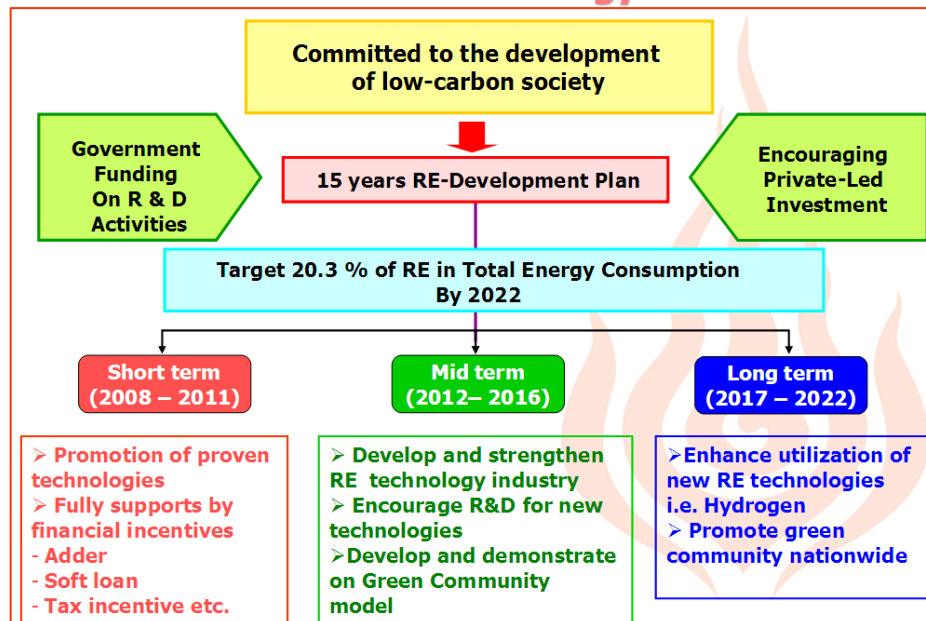 Committed to the development
of low-carbon society
Government
Funding
On R & D
Activities
15 years RE-Development Plan
Encouraging
Private-Led
Investment
Target 20.3 % of RE in Total Energy Consumption
By 2022
Short term
(2008 – 2011)
Mid term
(2012– 2016)
Long term
(2017 – 2022)
➢ Promotion of proven
technologies
➢ Fully supports by
financial incentives
- Adder
- Soft loan
- Tax incentive etc.
➢ Develop and strengthen
RE technology industry
➢ Encourage R&D for new
technologies
➢Develop and demonstrate
on Green Community
model
➢Enhance utilization of
new RE technologies
i.e. Hydrogen
➢ Promote green
community nationwide